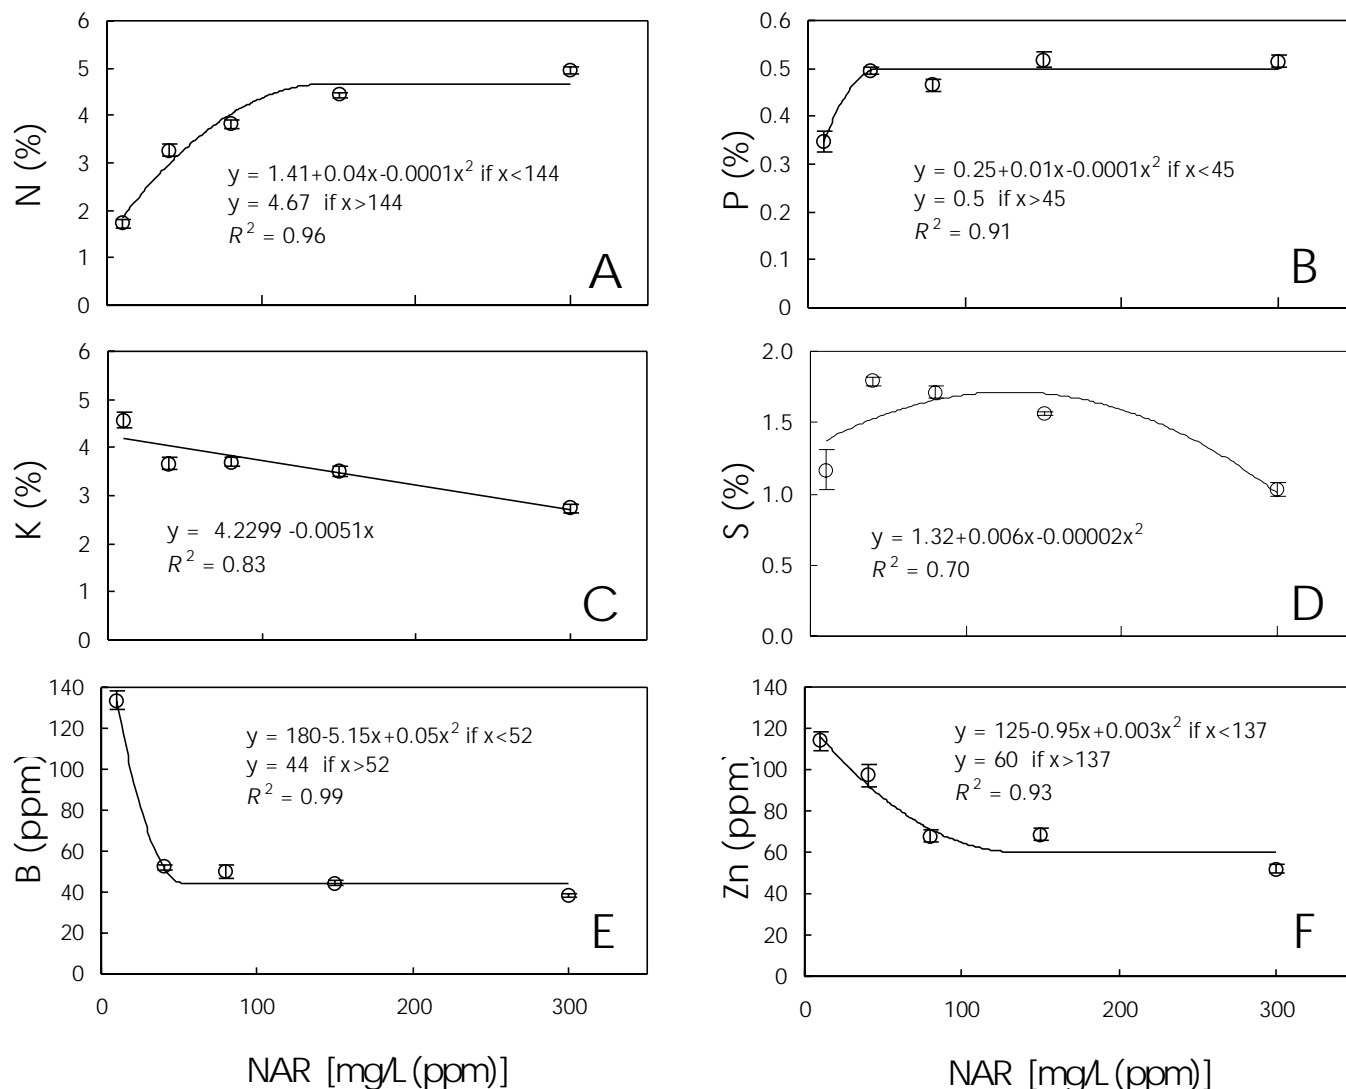 6
5
4
3
2
1
0
N (%)
y = 1.41+0.04x-0.0001x² if x<144
y = 4.67 if x>144
R² = 0.96
A
0.6
0.5
0.4
0.3
0.2
0.1
0
P (%)
y = 0.25+0.01x-0.0001x² if x<45
y = 0.5 if x>45
R² = 0.91
B
6
5
4
3
2
1
0
K (%)
y = 4.2299 -0.0051x
R² = 0.83
C
2.0
1.5
1.0
0.5
0.0
S (%)
y = 1.32+0.006x-0.00002x²
R² = 0.70
D
140
120
100
80
60
40
20
0
B (ppm)
y = 180-5.15x+0.05x² if x<52
y = 44 if x>52
R² = 0.99
E
0 100 200 300
NAR [mg/L (ppm)]
140
120
100
80
60
40
20
0
Zn (ppm)
y = 125-0.95x+0.003x² if x<137
y = 60 if x>137
R² = 0.93
F
0 100 200 300
NAR [mg/L (ppm)]